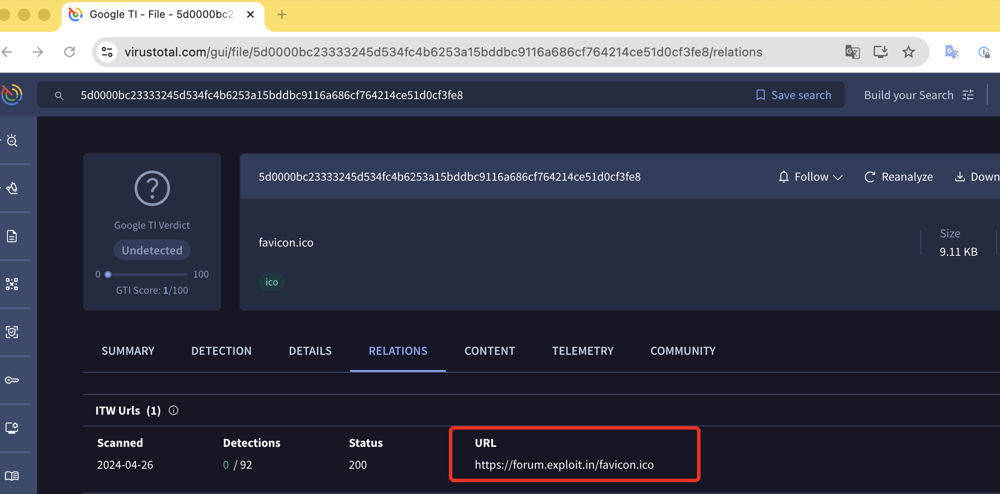 Google TI - File - 5d0000bc2
virustotal.com/gui/file/5d0000bc23333245d534fc4b6253a15bddbc9116a686cf764214ce51d0cf3fe8/relations
5d0000bc23333245d534fc4b6253a15bddbc9116a686cf764214ce51d0cf3fe8
Save search
Build your Search
Google TI Verdict
Undetected
0 100
GTI Score: 1/100
5d0000bc23333245d534fc4b6253a15bddbc9116a686cf764214ce51d0cf3fe8
Follow
Reanalyze
Down
favicon.ico
Size
9.11 KB
ico
SUMMARY DETECTION DETAILS RELATIONS CONTENT TELEMETRY COMMUNITY
ITW Urls (1)
Scanned Detections Status URL
2024-04-26 0 / 92 200 https://forum.exploit.in/favicon.ico